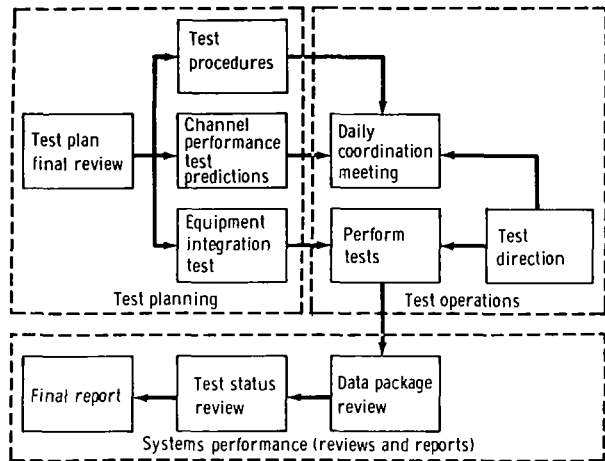 Test
procedures
Test plan
final review
Channel
performance
test
predictions
Daily
coordination
meeting
Equipment
integration
test
Perform
tests
Test
direction
Test planning
Test operations
Final report
Test status
review
Data package
review
Systems performance (reviews and reports)